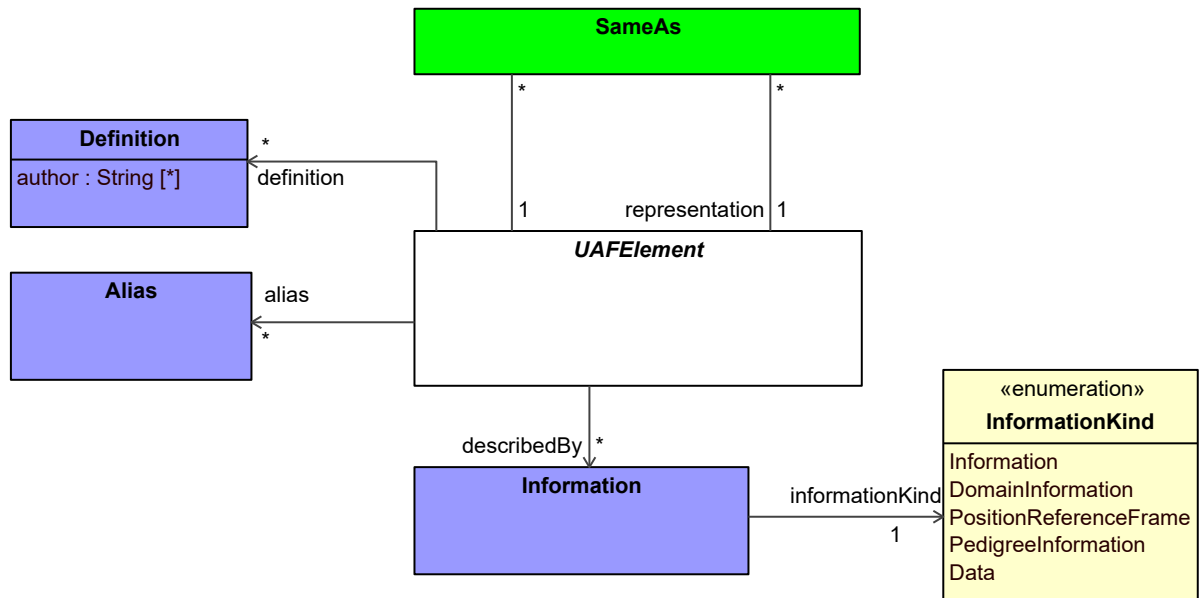 SameAs
*
*
Definition
author : String [*]
*
definition
1
representation
1
UAFElement
Alias
alias
*
describedBy
*
Information
informationKind
1
«enumeration»
InformationKind
Information
DomainInformation
PositionReferenceFrame
PedigreeInformation
Data